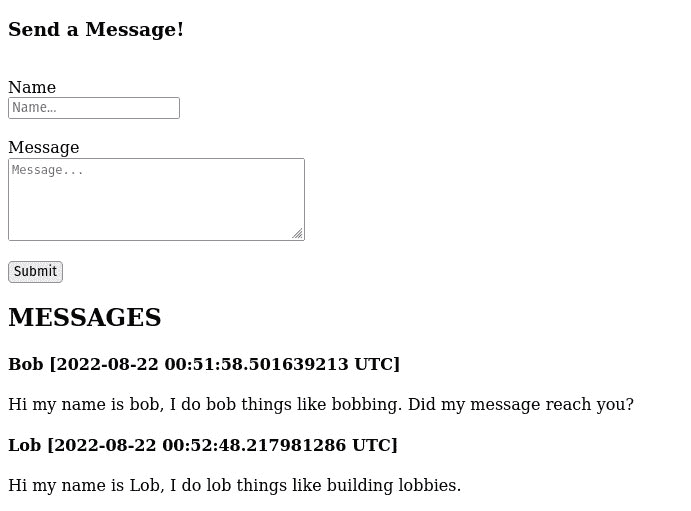 Send a Message!
Name
Name...
Message
Message...
Submit
MESSAGES
Bob [2022-08-22 00:51:58.501639213 UTC]
Hi my name is bob, I do bob things like bobbing. Did my message reach you?
Lob [2022-08-22 00:52:48.217981286 UTC]
Hi my name is Lob, I do lob things like building lobbies.